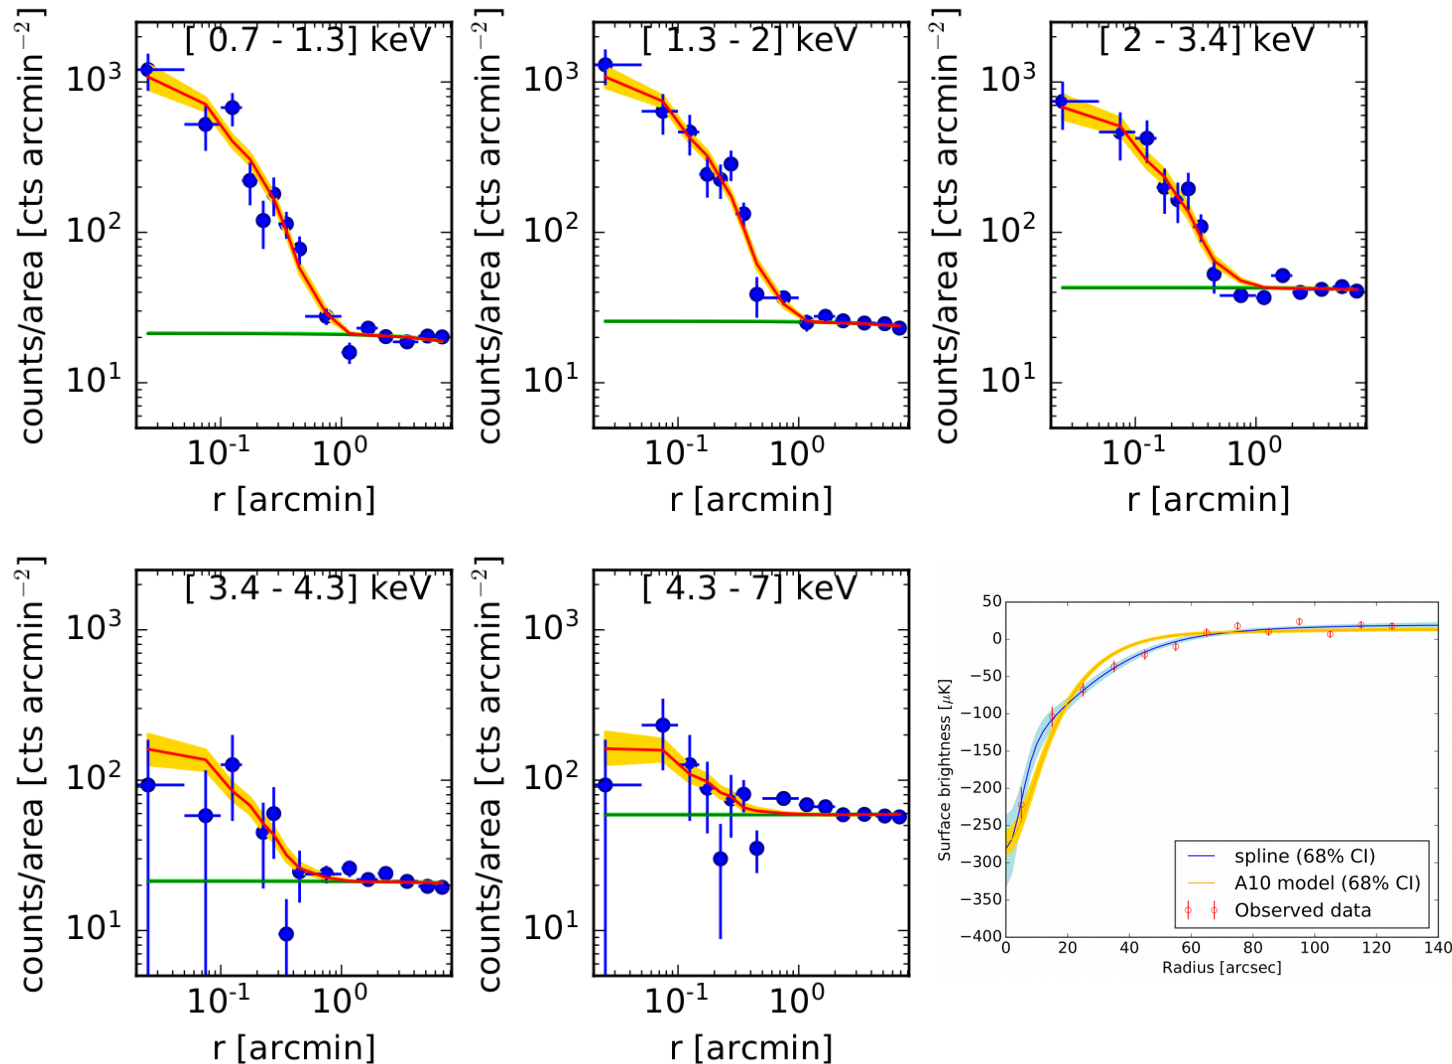 [ 0.7 - 1.3] keV
counts/area [cts arcmin⁻²]
10³
10²
10¹
10⁻¹ 10⁰
r [arcmin]
[ 1.3 - 2] keV
counts/area [cts arcmin⁻²]
10³
10²
10¹
10⁻¹ 10⁰
r [arcmin]
[ 2 - 3.4] keV
counts/area [cts arcmin⁻²]
10³
10²
10¹
10⁻¹ 10⁰
r [arcmin]
[ 3.4 - 4.3] keV
counts/area [cts arcmin⁻²]
10³
10²
10¹
10⁻¹ 10⁰
r [arcmin]
[ 4.3 - 7] keV
counts/area [cts arcmin⁻²]
10³
10²
10¹
10⁻¹ 10⁰
r [arcmin]
Surface brightness [μK]
50
0
−50
−100
−150
−200
−250
−300
−350
−400
spline (68% CI)
A10 model (68% CI)
Observed data
0 20 40 60 80 100 120 140
Radius [arcsec]